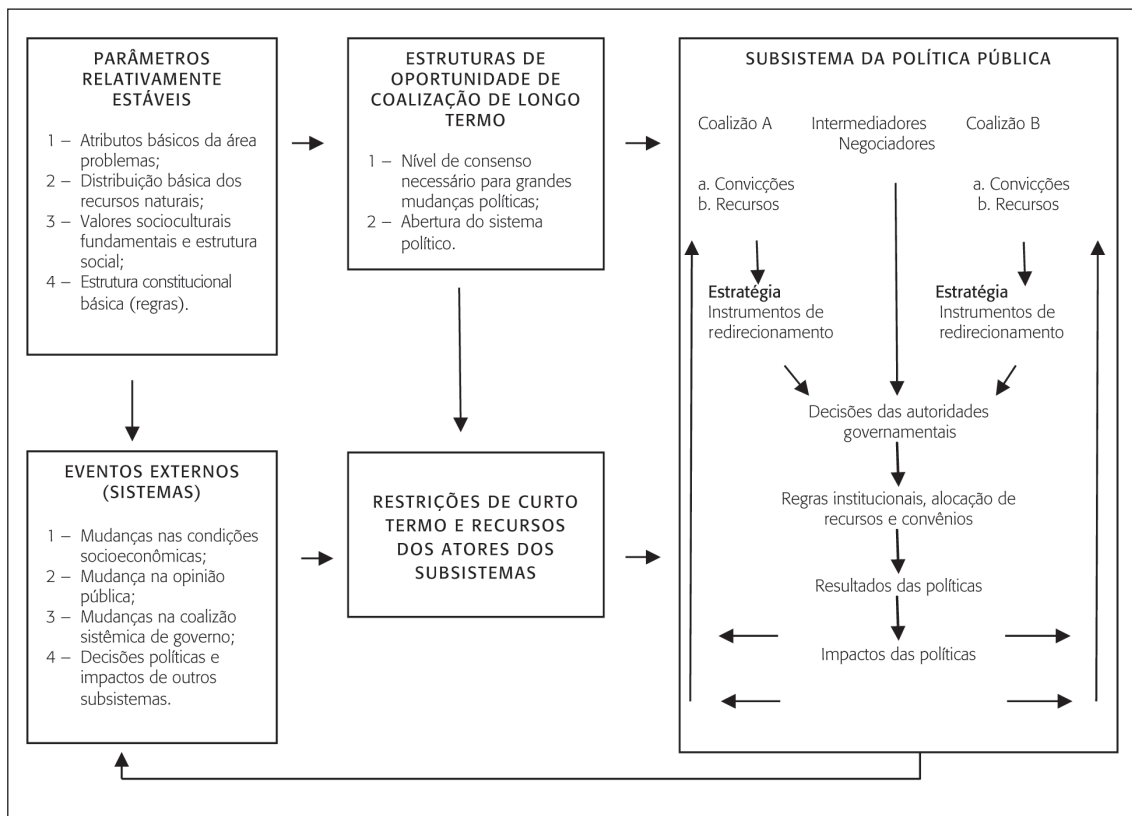 PARÂMETROS
RELATIVAMENTE
ESTÁVEIS
1 – Atributos básicos da área
problemas;
2 – Distribuição básica dos
recursos naturais;
3 – Valores socioculturais
fundamentais e estrutura
social;
4 – Estrutura constitucional
básica (regras).
ESTRUTURAS DE
OPORTUNIDADE DE
COALIZAÇÃO DE LONGO
TERMO
1 – Nível de consenso
necessário para grandes
mudanças políticas;
2 – Abertura do sistema
político.
EVENTOS EXTERNOS
(SISTEMAS)
1 – Mudanças nas condições
socioeconômicas;
2 – Mudança na opinião
pública;
3 – Mudanças na coalizão
sistêmica de governo;
4 – Decisões políticas e
impactos de outros
subsistemas.
RESTRIÇÕES DE CURTO
TERMO E RECURSOS
DOS ATORES DOS
SUBSISTEMAS
SUBSISTEMA DA POLÍTICA PÚBLICA
Coalizão A
Intermediadores
Negociadores
Coalizão B
a. Convicções
b. Recursos
a. Convicções
b. Recursos
Estratégia
Instrumentos de
redirecionamento
Estratégia
Instrumentos de
redirecionamento
Decisões das autoridades
governamentais
Regras institucionais, alocação de
recursos e convênios
Resultados das políticas
Impactos das políticas